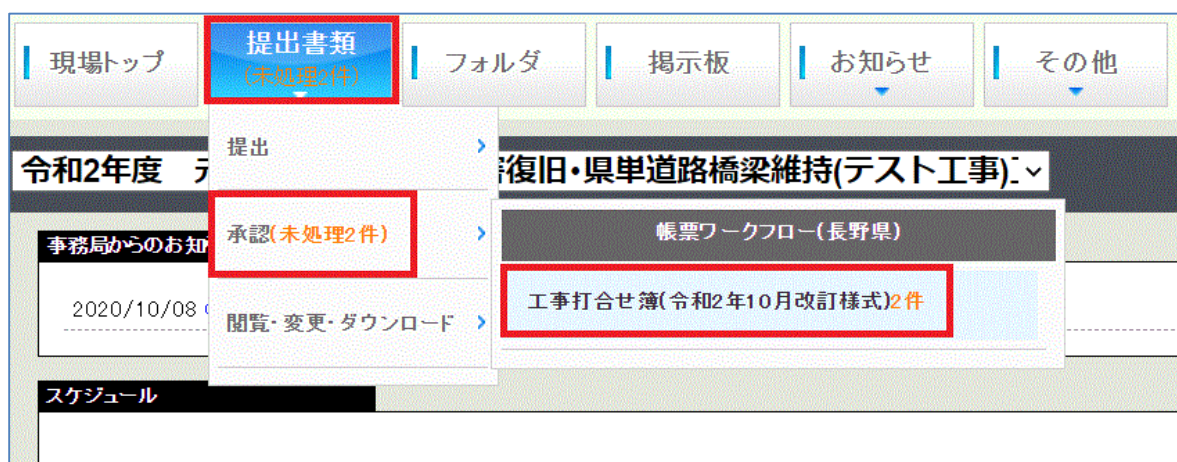 現場トップ
提出書類
(未処理2件)
フォルダ
掲示板
お知らせ
その他
提出
令和2年度
復旧・県単道路橋梁維持(テスト工事)
承認(未処理2件)
帳票ワークフロー(長野県)
事務局からのお知
工事打合せ簿(令和2年10月改訂様式)2件
2020/10/08
閲覧・変更・ダウンロード
スケジュール